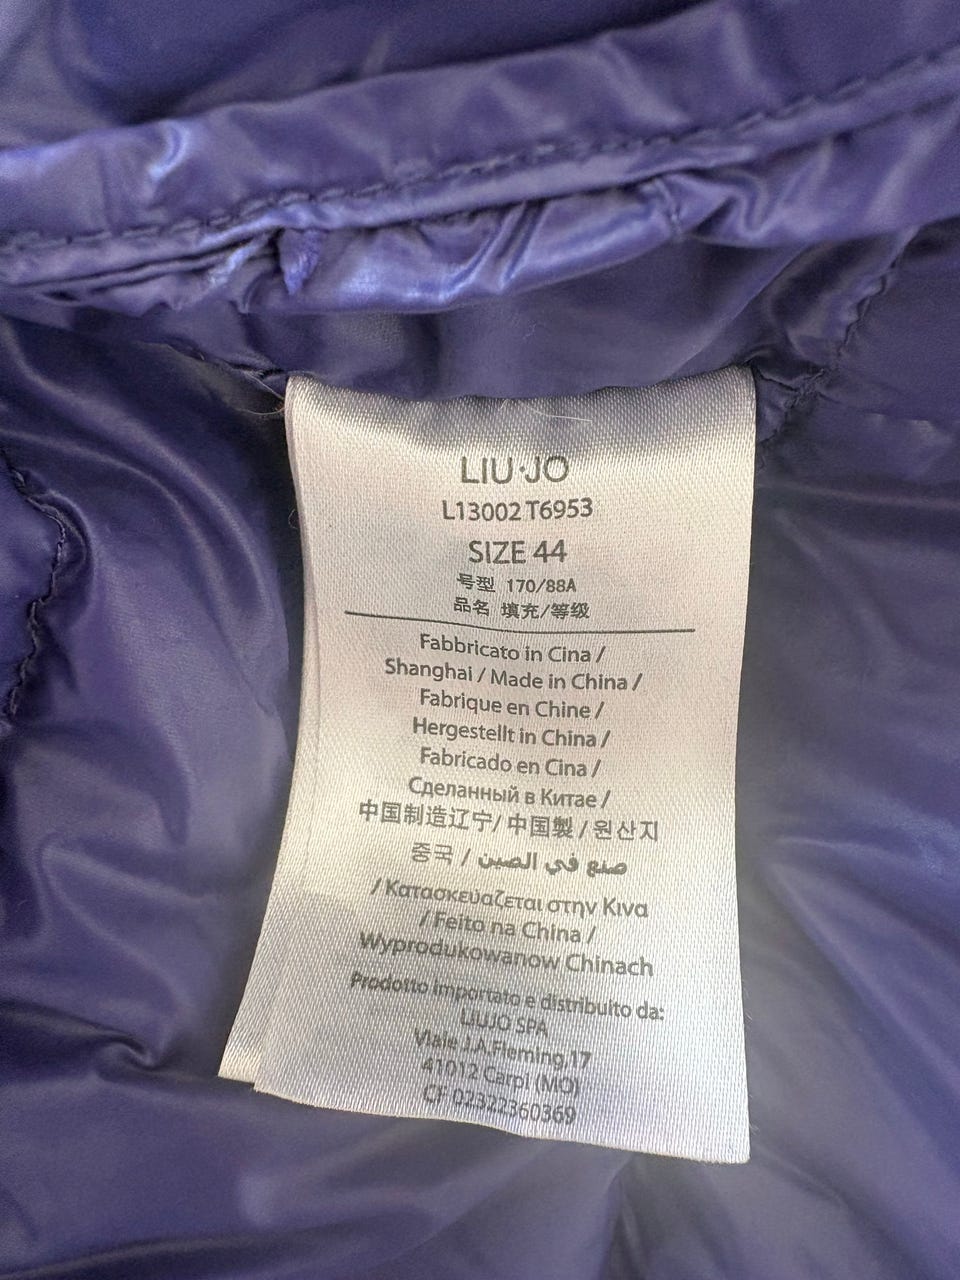 LIU·JO
L13002 T6953
SIZE 44
号型 170/88A
品名 填充/等级
Fabbricato in Cina /
Shanghai / Made in China /
Fabrique en Chine /
Hergestellt in China /
Fabricado en Cina /
Сделанный в Китае /
中国制造辽宁/ 中国製 / 원산지
중국 / صنع في الصين
/ Κατασκευάζεται στην Κινα
/ Feito na China /
Wyprodukowanow Chinach
Prodotto importato e distribuito da:
LIUJO SPA
Viale J.A.Fleming,17
41012 Carpi (MO)
CF 02322360369